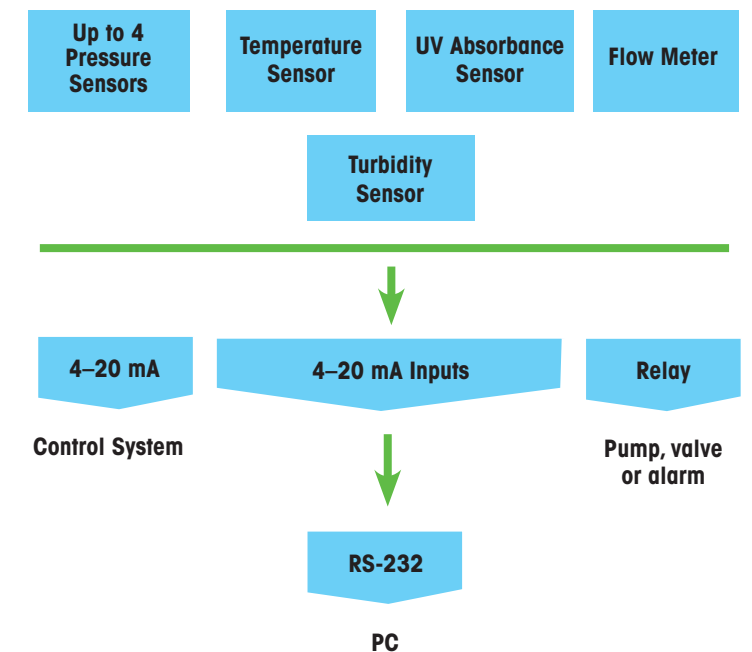 Up to 4
Pressure
Sensors
Temperature
Sensor
UV Absorbance
Sensor
Flow Meter
Turbidity
Sensor
4–20 mA
4–20 mA Inputs
Relay
Control System
Pump, valve
or alarm
RS-232
PC